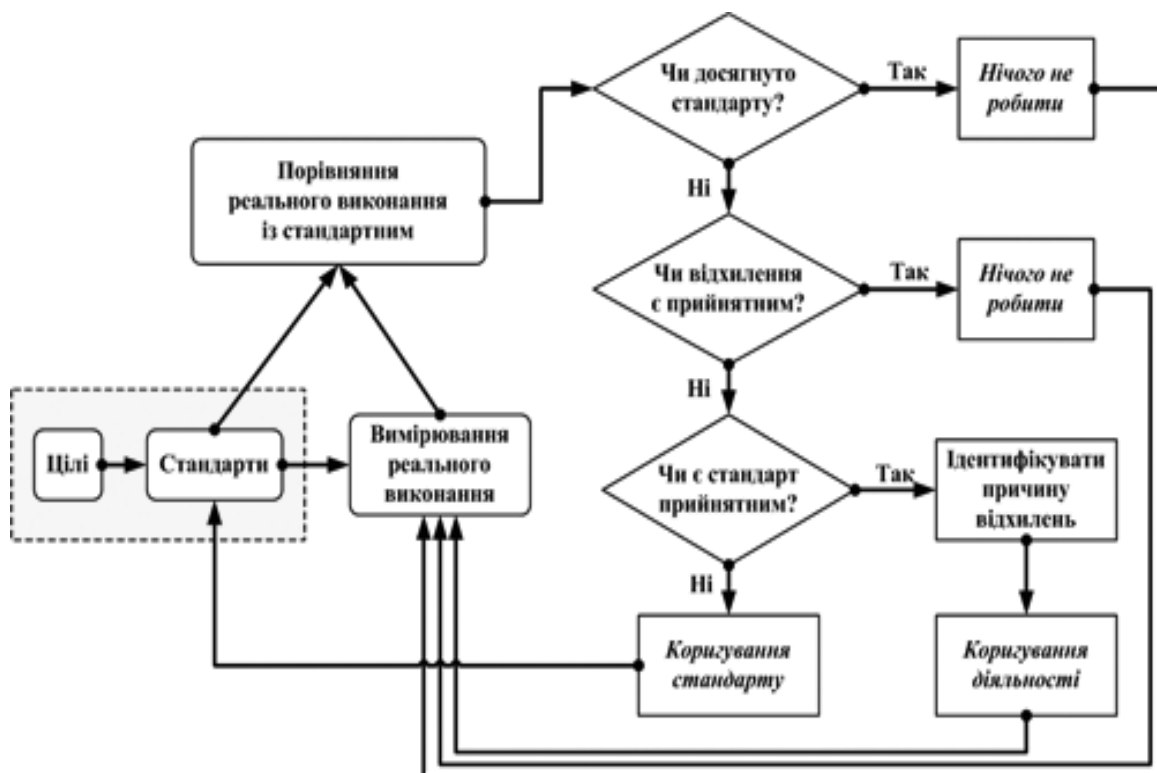 Чи досягнуто
стандарту?
Так
Нічого не
робити
Порівняння
реального виконання
із стандартним
Ні
Чи відхилення
є прийнятним?
Так
Нічого не
робити
Ні
Цілі
Стандарти
Вимірювання
реального
виконання
Чи є стандарт
прийнятним?
Так
Ідентифікувати
причину
відхилень
Ні
Коригування
стандарту
Коригування
діяльності